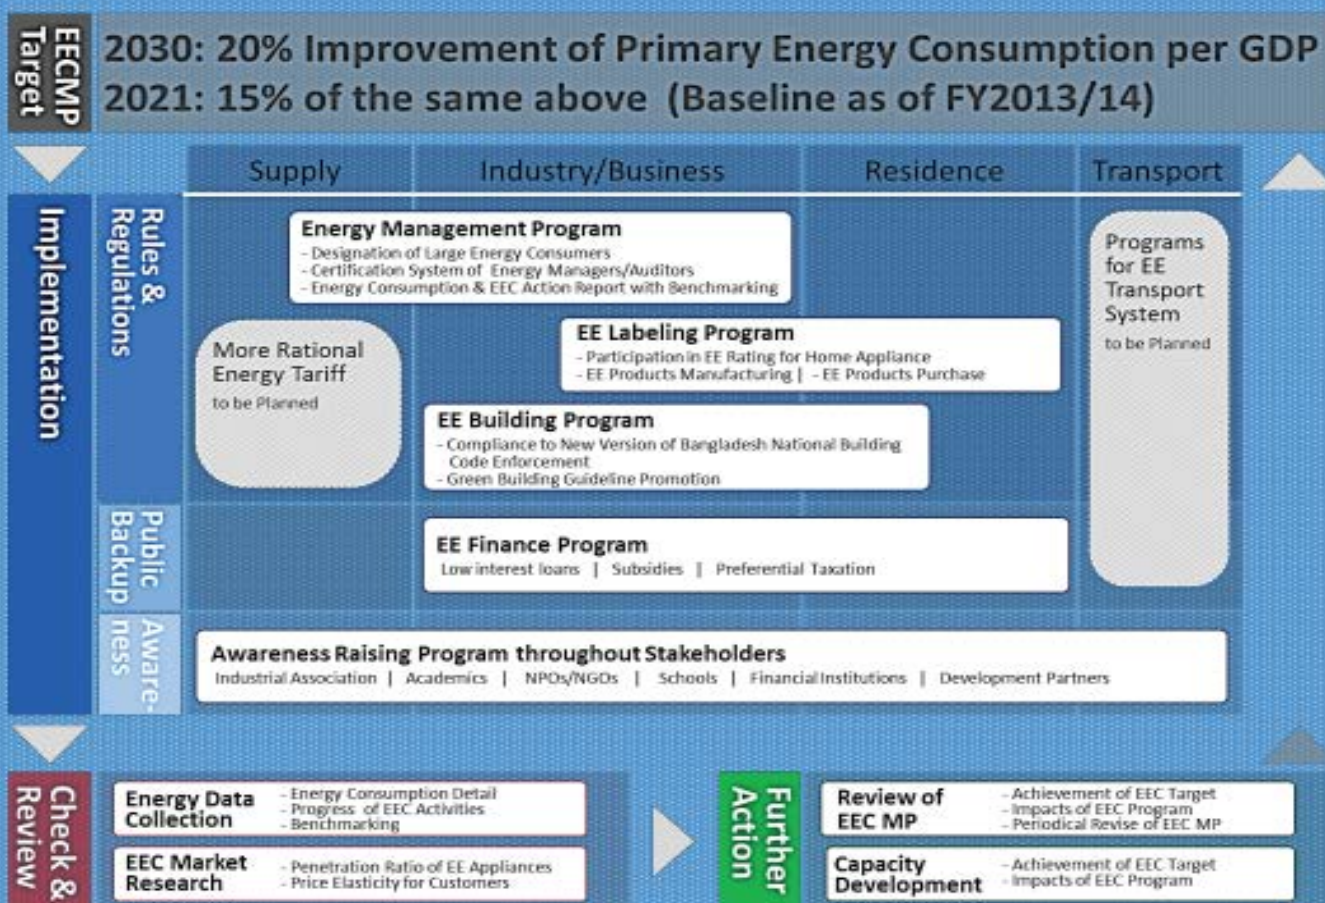 EECMP
Target
2030: 20% Improvement of Primary Energy Consumption per GDP
2021: 15% of the same above (Baseline as of FY2013/14)
Supply
Industry/Business
Residence
Transport
Implementation
Rules &
Regulations
Energy Management Program
- Designation of Large Energy Consumers
- Certification System of Energy Managers/Auditors
- Energy Consumption & EEC Action Report with Benchmarking
Programs
for EE
Transport
System
to be Planned
More Rational
Energy Tariff
to be Planned
EE Labeling Program
- Participation in EE Rating for Home Appliance
- EE Products Manufacturing | - EE Products Purchase
EE Building Program
- Compliance to New Version of Bangladesh National Building
Code Enforcement
- Green Building Guideline Promotion
Public
Backup
EE Finance Program
Low interest loans | Subsidies | Preferential Taxation
Aware-
ness
Awareness Raising Program throughout Stakeholders
Industrial Association | Academics | NPOs/NGOs | Schools | Financial Institutions | Development Partners
Check &
Review
Energy Data
Collection
- Energy Consumption Detail
- Progress of EEC Activities
- Benchmarking
EEC Market
Research
- Penetration Ratio of EE Appliances
- Price Elasticity for Customers
Further
Action
Review of
EEC MP
- Achievement of EEC Target
- Impacts of EEC Program
- Periodical Revise of EEC MP
Capacity
Development
- Achievement of EEC Target
- Impacts of EEC Program